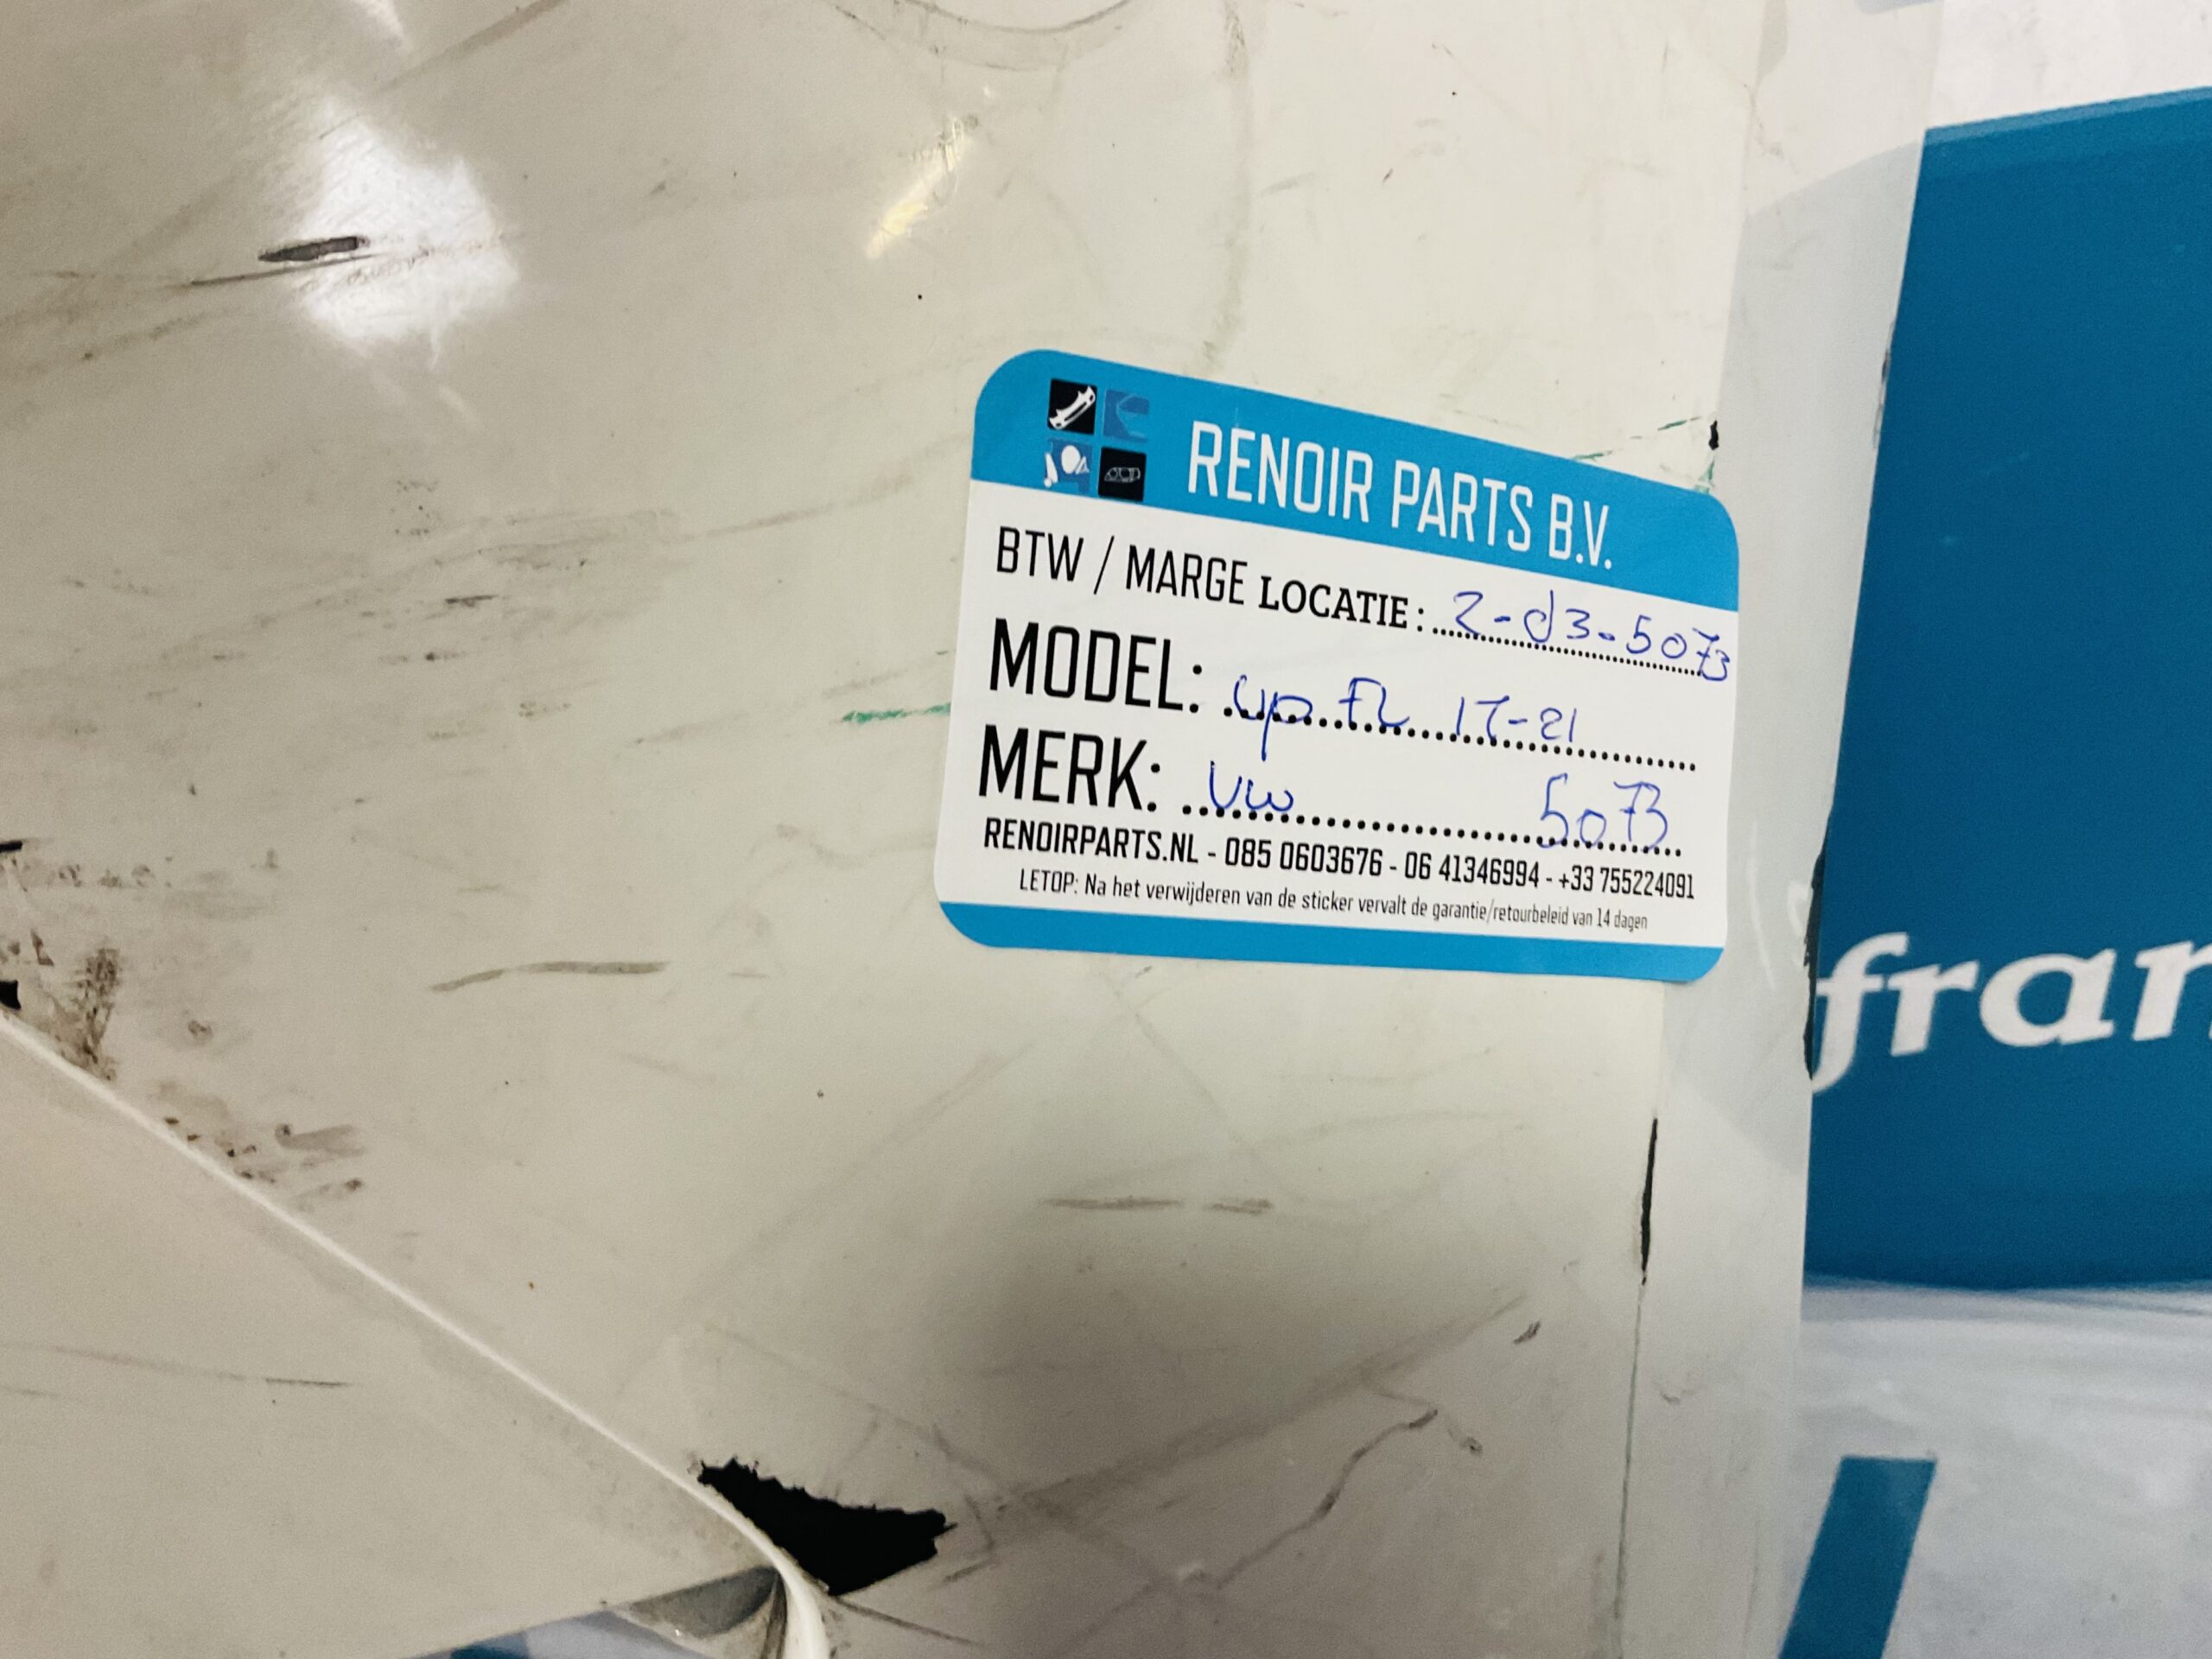 RENOIR PARTS B.V.
BTW / MARGE LOCATIE: 2-d3-5073
MODEL: up FL 17-21
MERK: VW 5073
RENOIRPARTS.NL - 085 0603676 - 06 41346994 - +33 755224091
LETOP: Na het verwijderen van de sticker vervalt de garantie/retourbeleid van 14 dagen